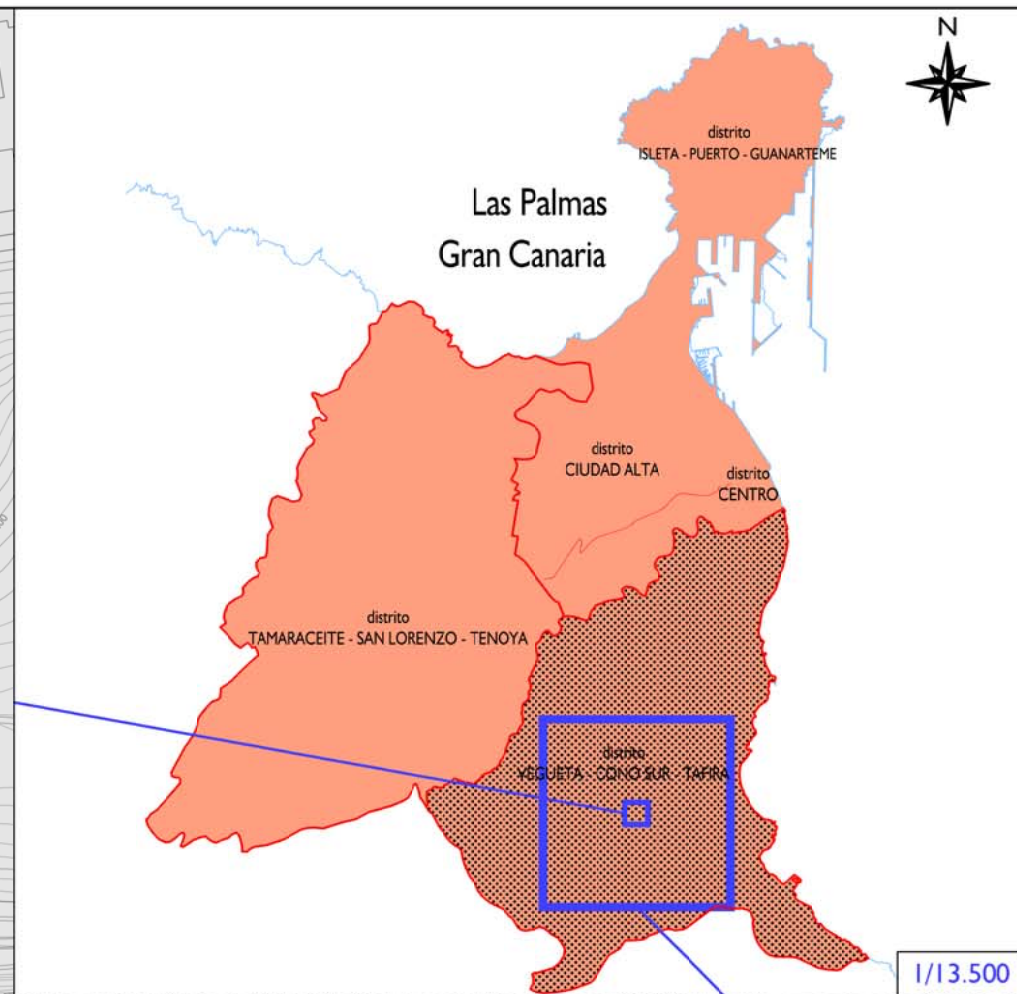 N
distrito
ISLETA - PUERTO - GUANARTEME
Las Palmas
Gran Canaria
distrito
CIUDAD ALTA
distrito
CENTRO
distrito
TAMARACEITE - SAN LORENZO - TENOYA
distrito
VEGUETA - CONO SUR - TAFIRA
1/13.500